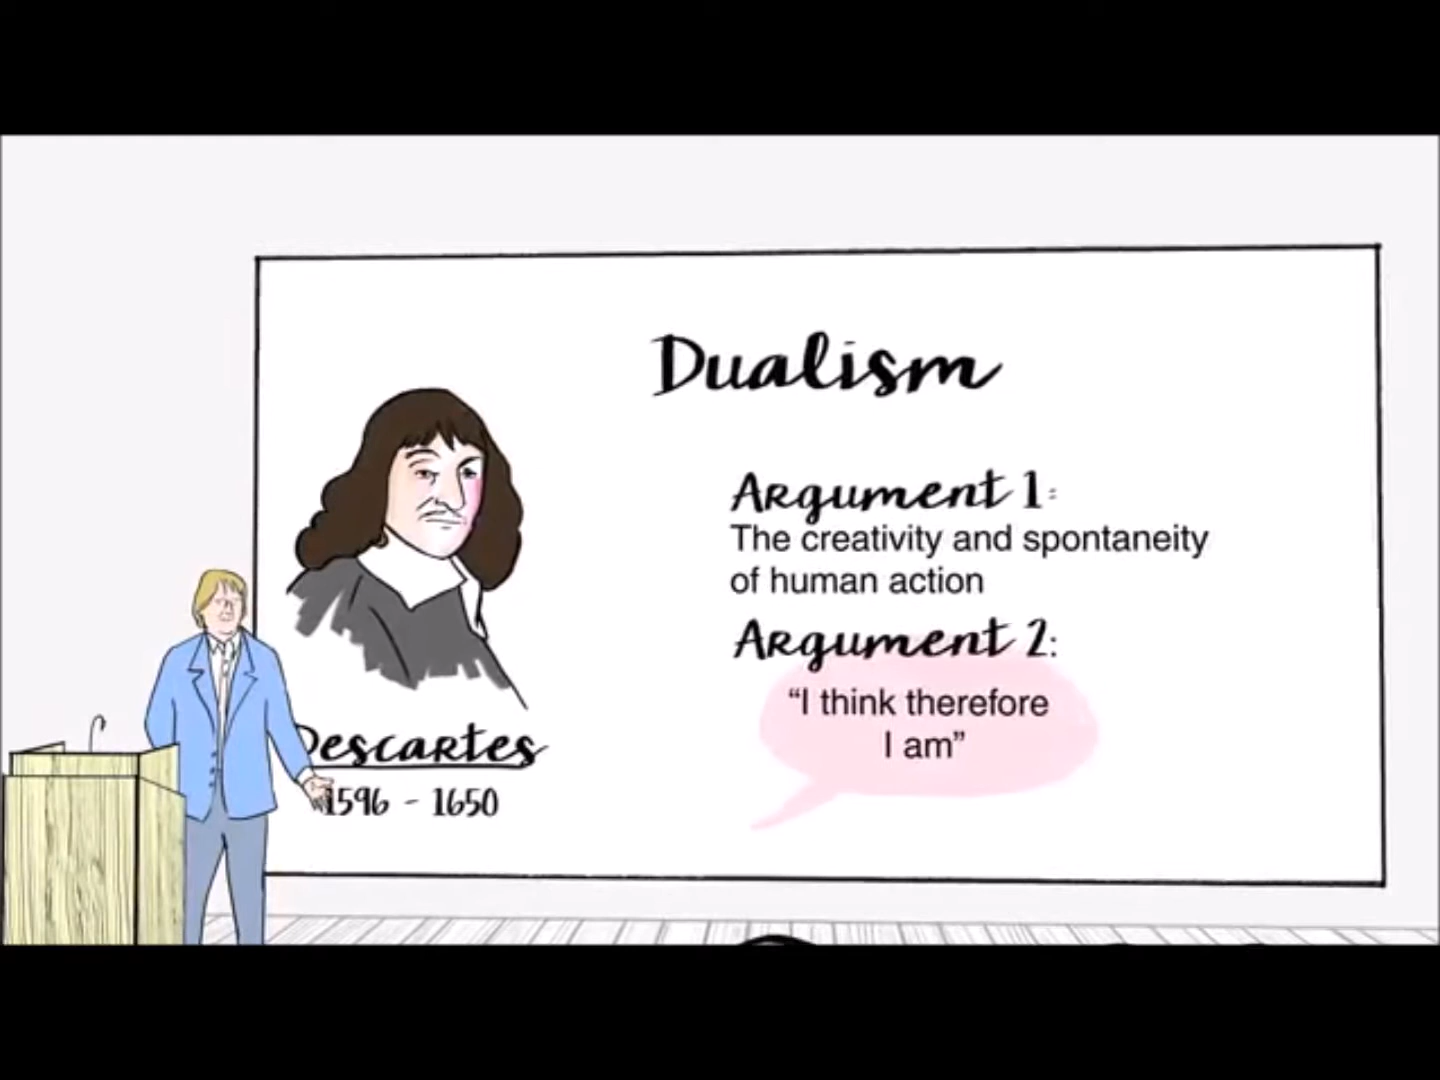 Dualism
Argument 1:
The creativity and spontaneity
of human action
Argument 2:
“I think therefore
I am”
Descartes
1596 - 1650